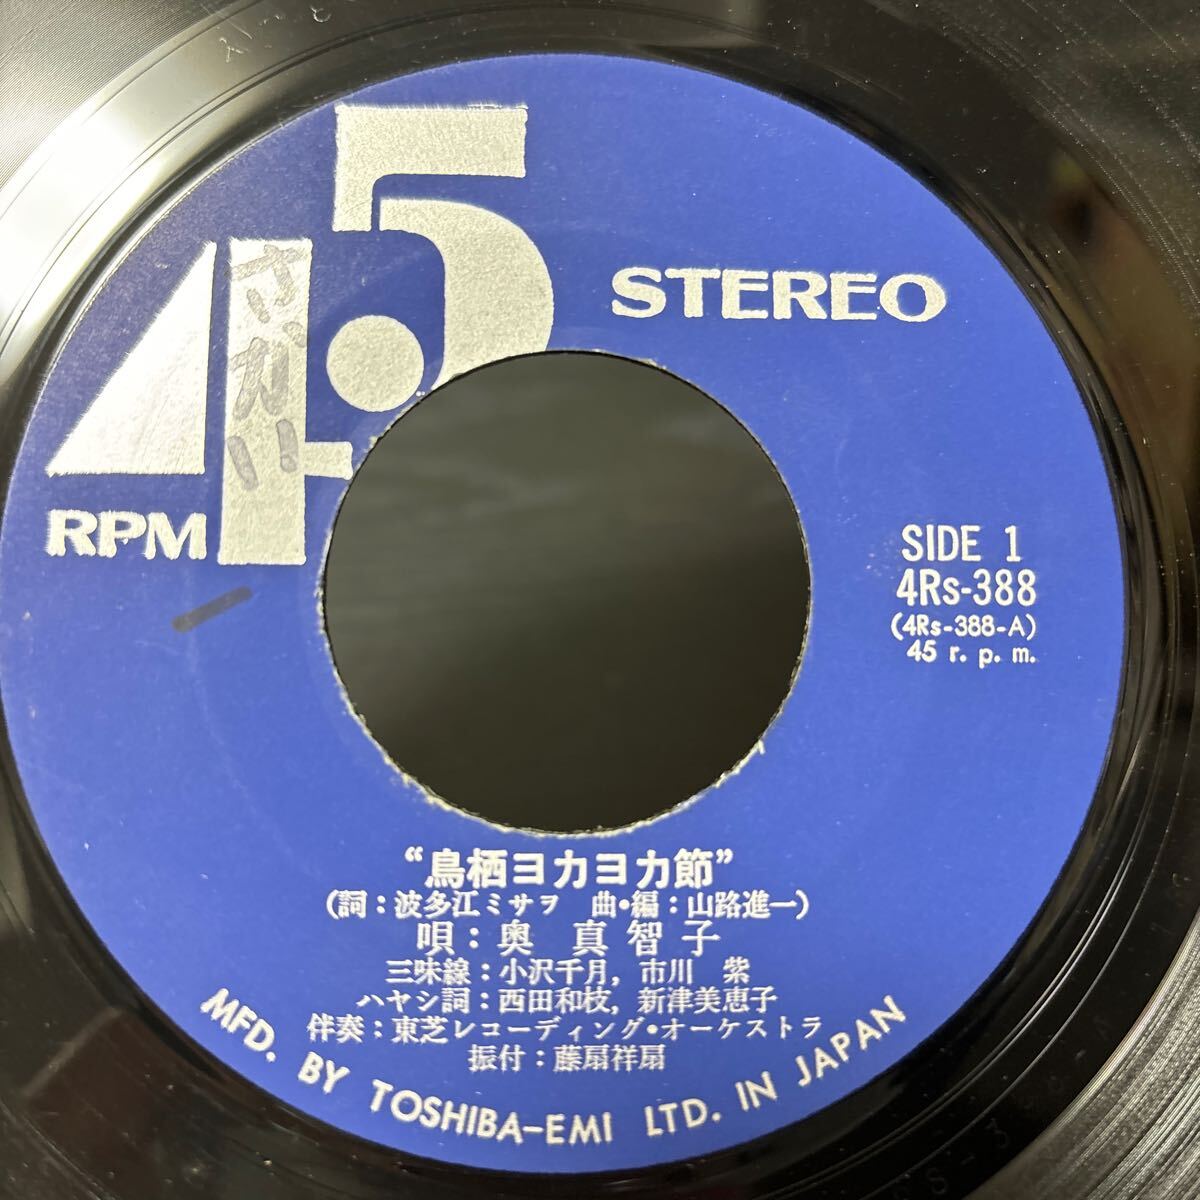 45
STEREO
RPM
さかい
SIDE 1
4Rs-388
(4Rs-388-A)
45 r. p. m.
“鳥栖ヨカヨカ節”
(詞：波多江ミサヲ 曲・編：山路進一)
唄：奥 真智子
三味線：小沢千月, 市川 紫
ハヤシ詞：西田和枝, 新津美恵子
伴奏：東芝レコーディング・オーケストラ
振付：藤扇祥扇
MFD. BY TOSHIBA-EMI LTD. IN JAPAN